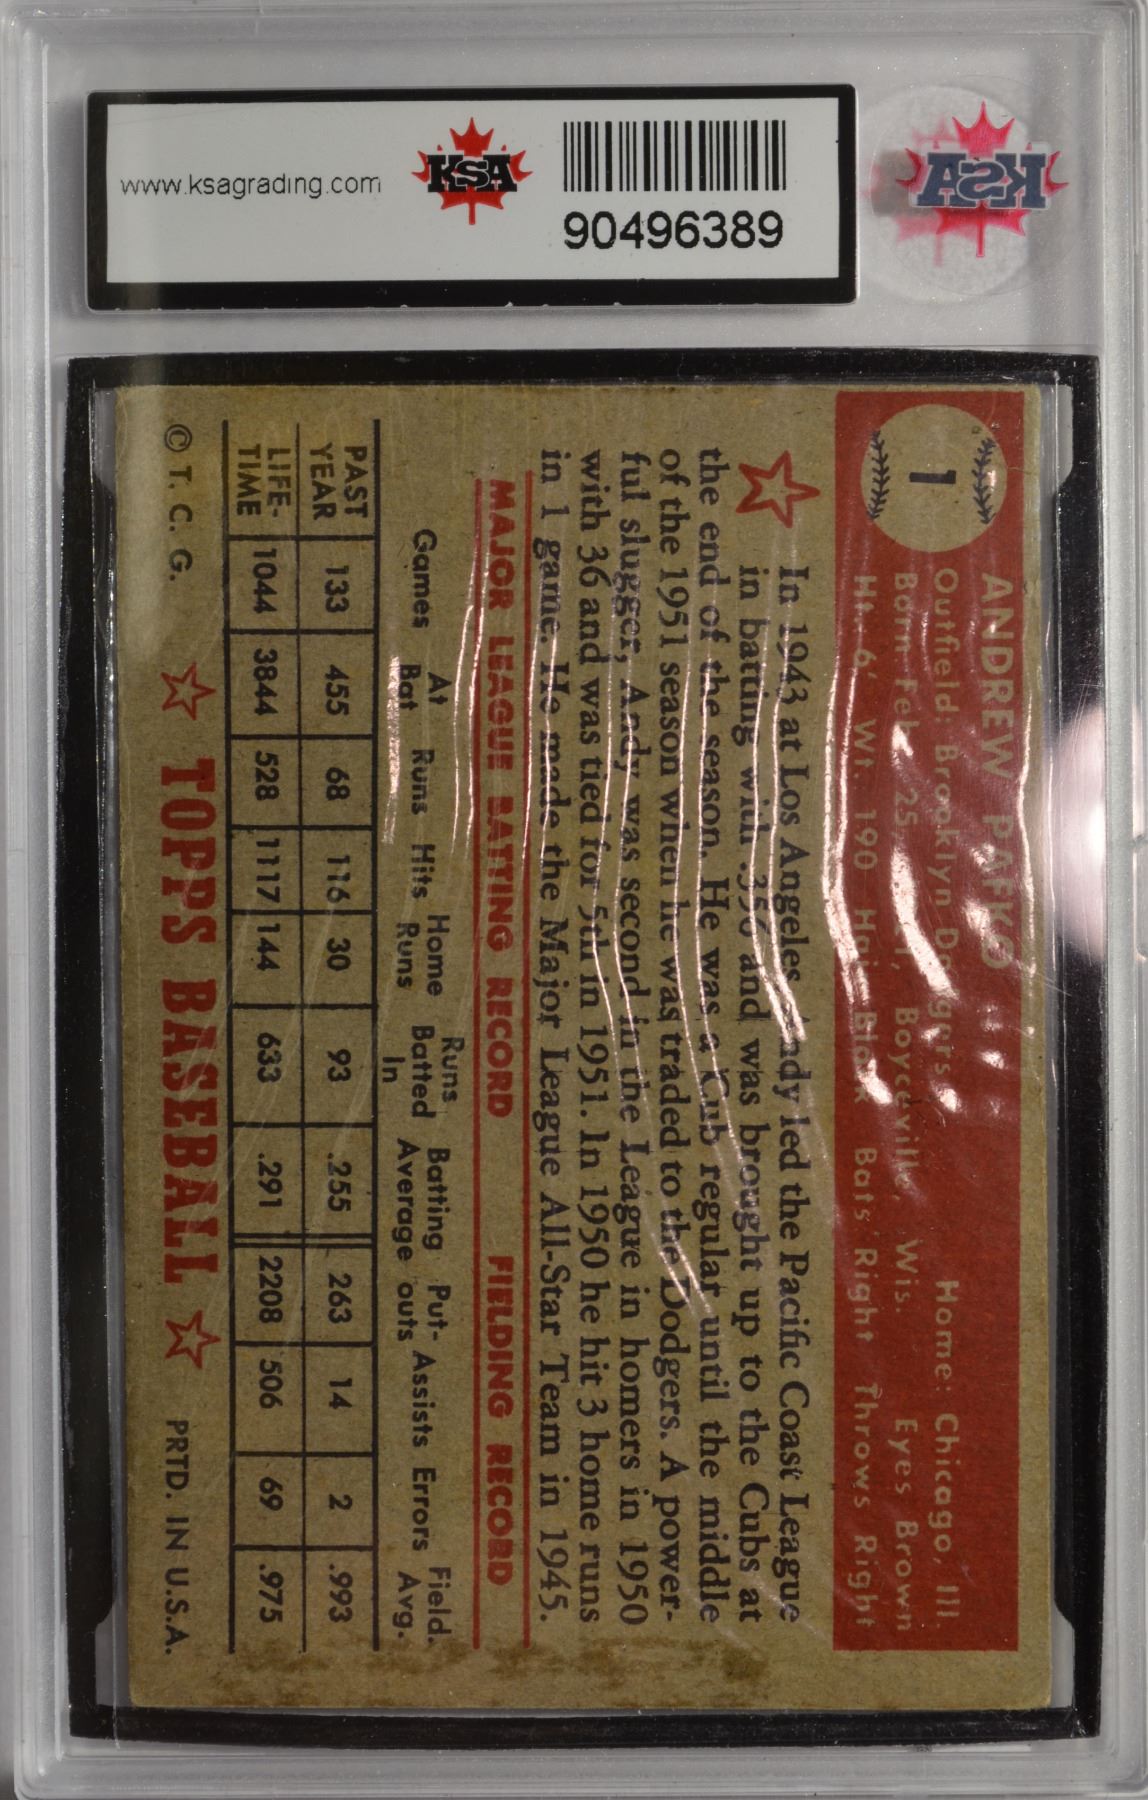 www.ksagrading.com
KSA
90496389
KSA
1
ANDREW PAFKO
Outfield: Brooklyn Dodgers Home: Chicago, Ill.
Born Feb. 25, Boyceville, Wis. Eyes Brown
Ht. 6' Wt. 190 Hair Black Bats Right Throws Right
In 1943 at Los Angeles Andy led the Pacific Coast League
in batting with .356 and was brought up to the Cubs at
the end of the season. He was a Cub regular until the middle
of the 1951 season when he was traded to the Dodgers. A power-
ful slugger, Andy was second in the League in homers in 1950
with 36 and was tied for 5th in 1951. In 1950 he hit 3 home runs
in 1 game. He made the Major League All-Star Team in 1945.
MAJOR LEAGUE BATTING RECORD FIELDING RECORD
Games At Bat Runs Hits Home Runs Runs Batted In Batting Average Put-outs Assists Errors Field. Avg.
PAST YEAR 133 455 68 116 30 93 .255 263 14 2 .993
LIFE-TIME 1044 3844 528 1117 144 633 .291 2208 506 69 .975
© T. C. G. TOPPS BASEBALL PRTD. IN U.S.A.